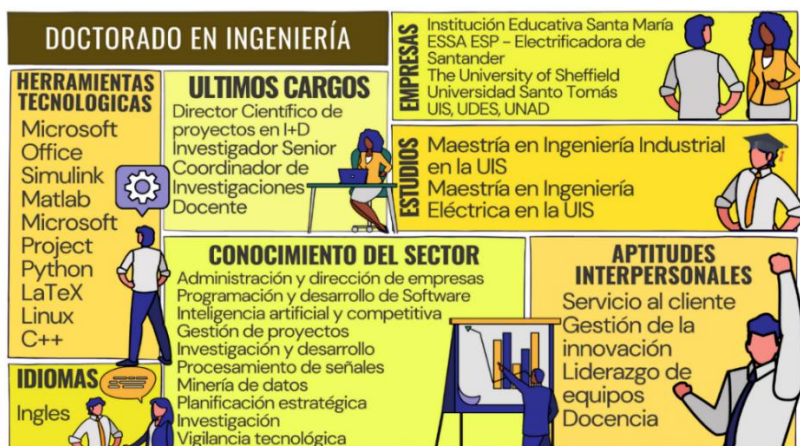 DOCTORADO EN INGENIERÍA
HERRAMIENTAS
TECNOLOGICAS
Microsoft
Office
Simulink
Matlab
Microsoft
Project
Python
LaTeX
Linux
C++
IDIOMAS
Ingles
ULTIMOS CARGOS
Director Científico de
proyectos en I+D
Investigador Senior
Coordinador de
Investigaciones
Docente
EMPRESAS
Institución Educativa Santa María
ESSA ESP - Electrificadora de
Santander
The University of Sheffield
Universidad Santo Tomás
UIS, UDES, UNAD
ESTUDIOS
Maestría en Ingeniería Industrial
en la UIS
Maestría en Ingeniería
Eléctrica en la UIS
CONOCIMIENTO DEL SECTOR
Administración y dirección de empresas
Programación y desarrollo de Software
Inteligencia artificial y competitiva
Gestión de proyectos
Investigación y desarrollo
Procesamiento de señales
Minería de datos
Planificación estratégica
Investigación
Vigilancia tecnológica
APTITUDES
INTERPERSONALES
Servicio al cliente
Gestión de la
innovación
Liderazgo de
equipos
Docencia